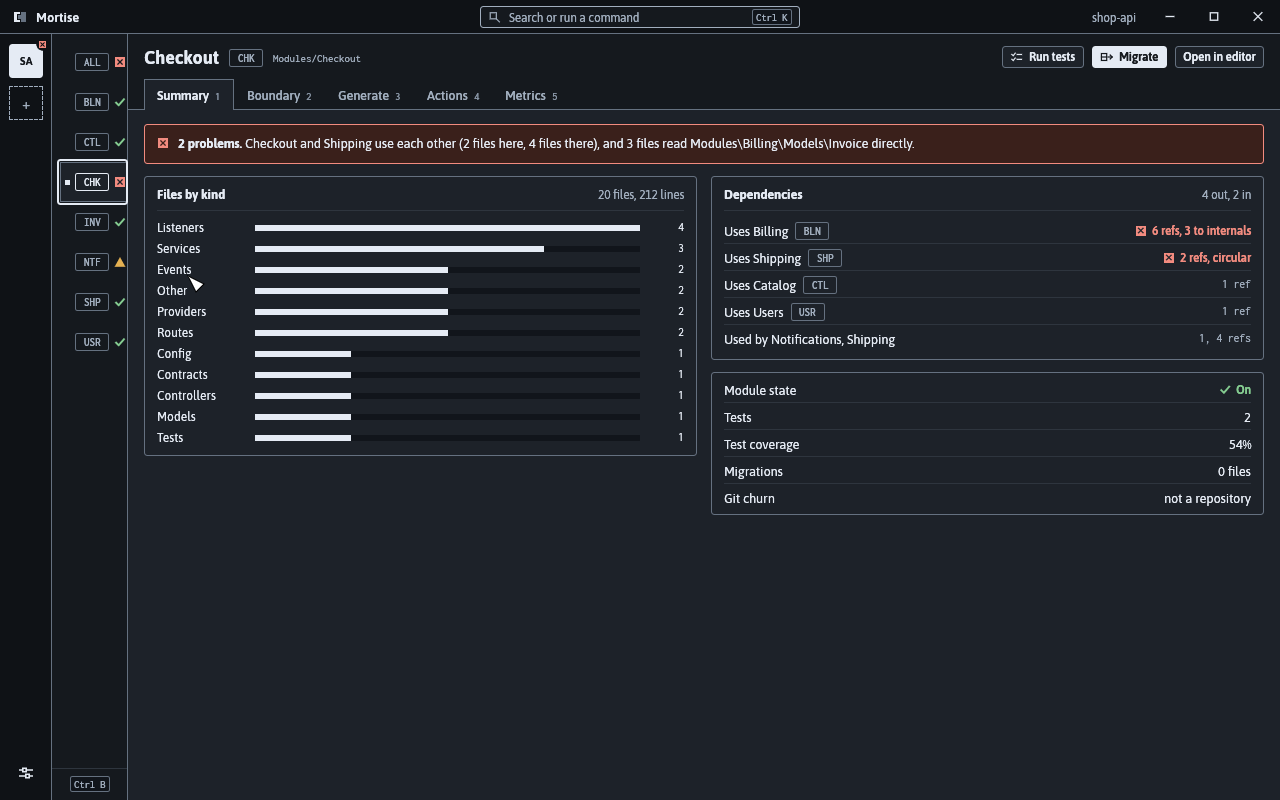 Mortise
Search or run a command Ctrl K
shop-api
SA
+
ALL
BLN
CTL
CHK
INV
NTF
SHP
USR
Ctrl B
Checkout CHK Modules/Checkout
Run tests Migrate Open in editor
Summary 1 Boundary 2 Generate 3 Actions 4 Metrics 5
2 problems. Checkout and Shipping use each other (2 files here, 4 files there), and 3 files read Modules\Billing\Models\Invoice directly.
Files by kind 20 files, 212 lines
Listeners 4
Services 3
Events 2
Other 2
Providers 2
Routes 2
Config 1
Contracts 1
Controllers 1
Models 1
Tests 1
Dependencies 4 out, 2 in
Uses Billing BLN 6 refs, 3 to internals
Uses Shipping SHP 2 refs, circular
Uses Catalog CTL 1 ref
Uses Users USR 1 ref
Used by Notifications, Shipping 1, 4 refs
Module state On
Tests 2
Test coverage 54%
Migrations 0 files
Git churn not a repository